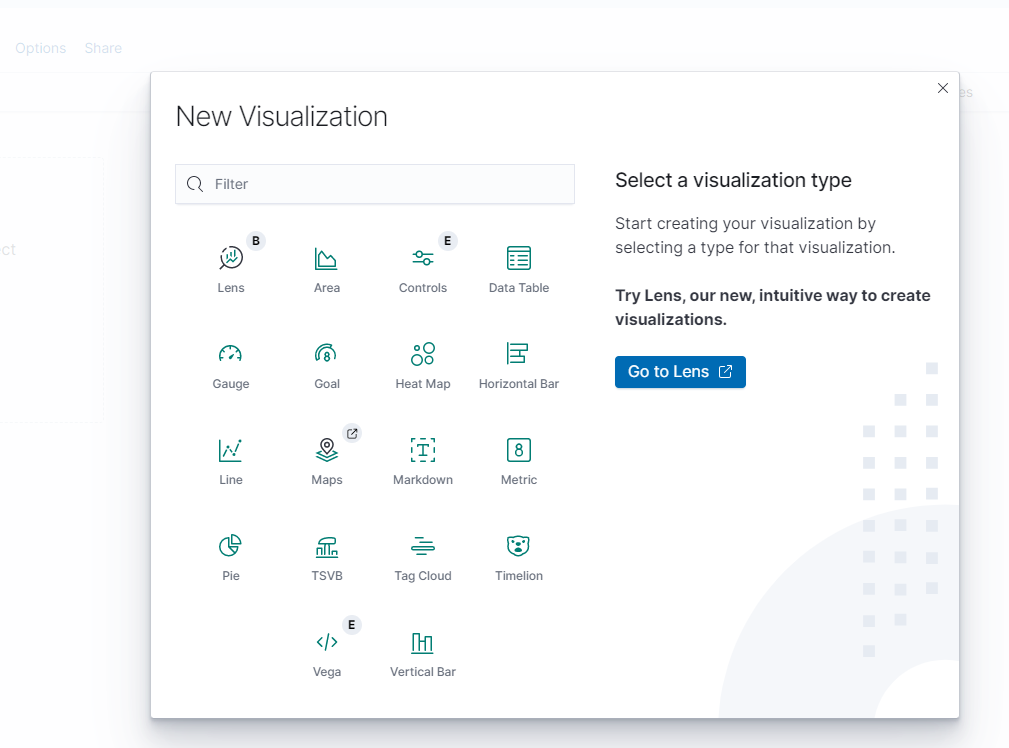 Options Share
New Visualization
Filter
Select a visualization type
Start creating your visualization by
selecting a type for that visualization.
Try Lens, our new, intuitive way to create
visualizations.
Go to Lens
B
E
Lens Area Controls Data Table
8
Gauge Goal Heat Map Horizontal Bar
T
8
Line Maps Markdown Metric
Pie TSVB Tag Cloud Timelion
E
Vega Vertical Bar